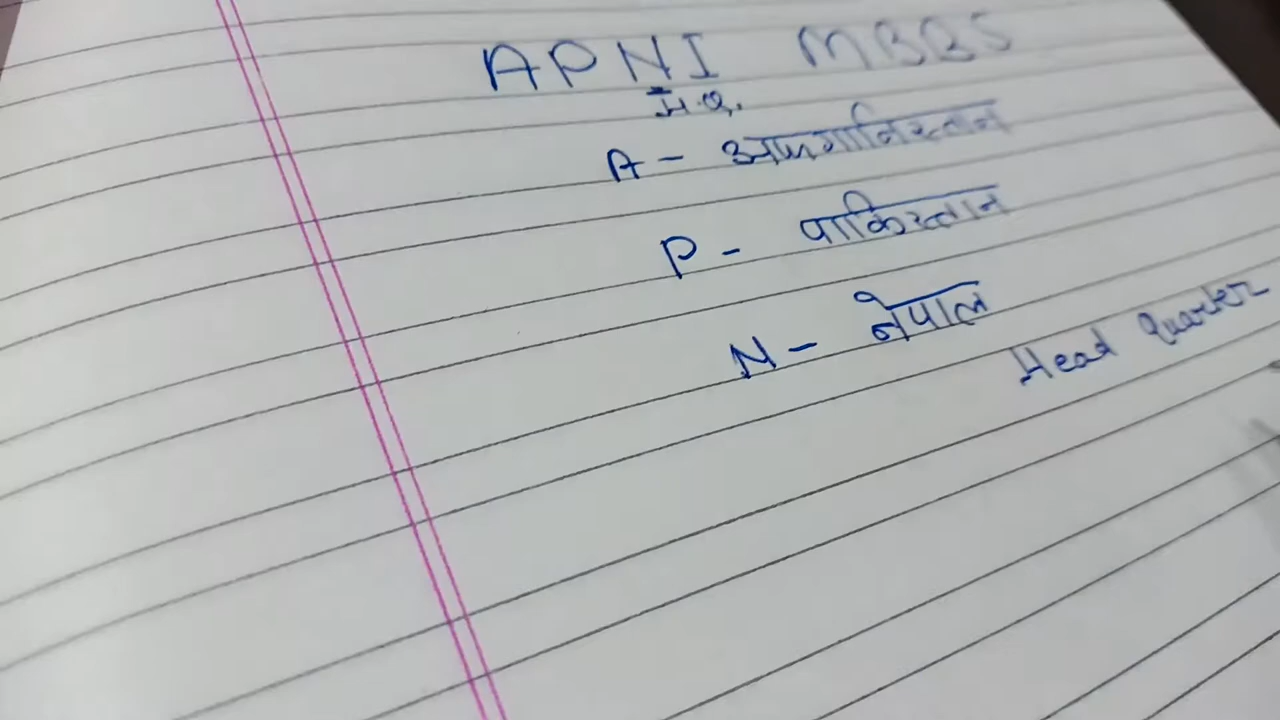 APNI MBBS
H.Q.
A - अफगानिस्तान
P - पाकिस्तान
N - नेपाल
Head Quarter